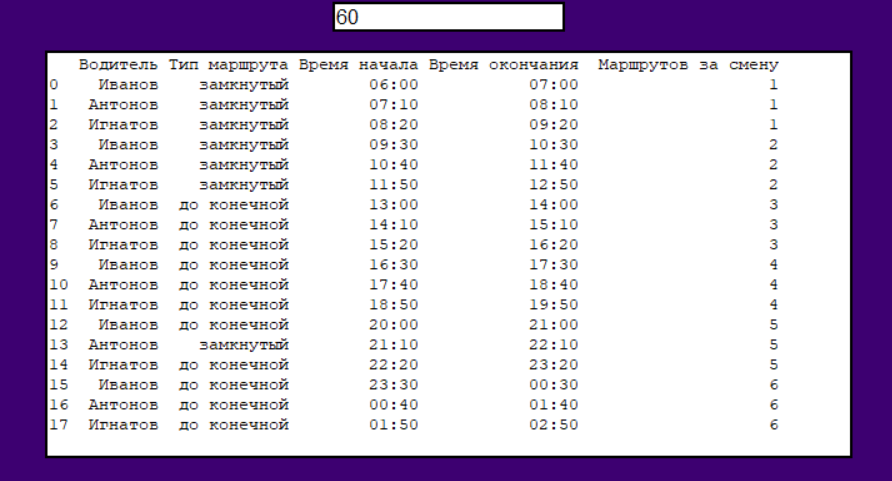 60
Водитель Тип маршрута Время начала Время окончания Маршрутов за смену
0 Иванов замкнутый 06:00 07:00 1
1 Антонов замкнутый 07:10 08:10 1
2 Игнатов замкнутый 08:20 09:20 1
3 Иванов замкнутый 09:30 10:30 2
4 Антонов замкнутый 10:40 11:40 2
5 Игнатов замкнутый 11:50 12:50 2
6 Иванов до конечной 13:00 14:00 3
7 Антонов до конечной 14:10 15:10 3
8 Игнатов до конечной 15:20 16:20 3
9 Иванов до конечной 16:30 17:30 4
10 Антонов до конечной 17:40 18:40 4
11 Игнатов до конечной 18:50 19:50 4
12 Иванов до конечной 20:00 21:00 5
13 Антонов замкнутый 21:10 22:10 5
14 Игнатов до конечной 22:20 23:20 5
15 Иванов до конечной 23:30 00:30 6
16 Антонов до конечной 00:40 01:40 6
17 Игнатов до конечной 01:50 02:50 6